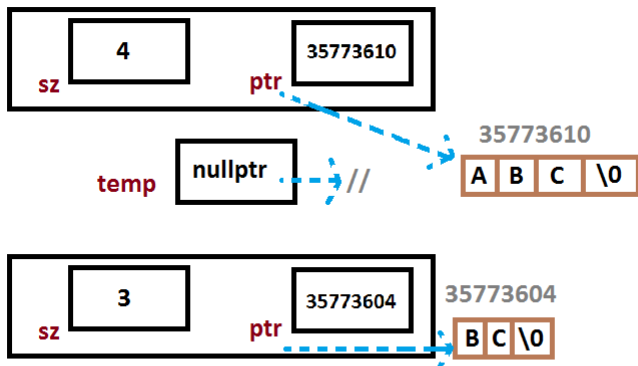 4
35773610
sz
ptr
35773610
A B C \0
temp
nullptr
//
3
35773604
sz
ptr
35773604
B C \0